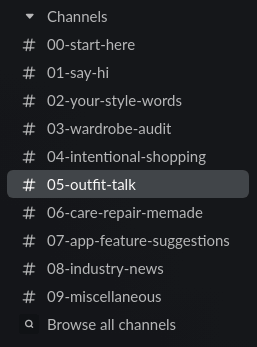 Channels
# 00-start-here
# 01-say-hi
# 02-your-style-words
# 03-wardrobe-audit
# 04-intentional-shopping
# 05-outfit-talk
# 06-care-repair-memade
# 07-app-feature-suggestions
# 08-industry-news
# 09-miscellaneous
Browse all channels